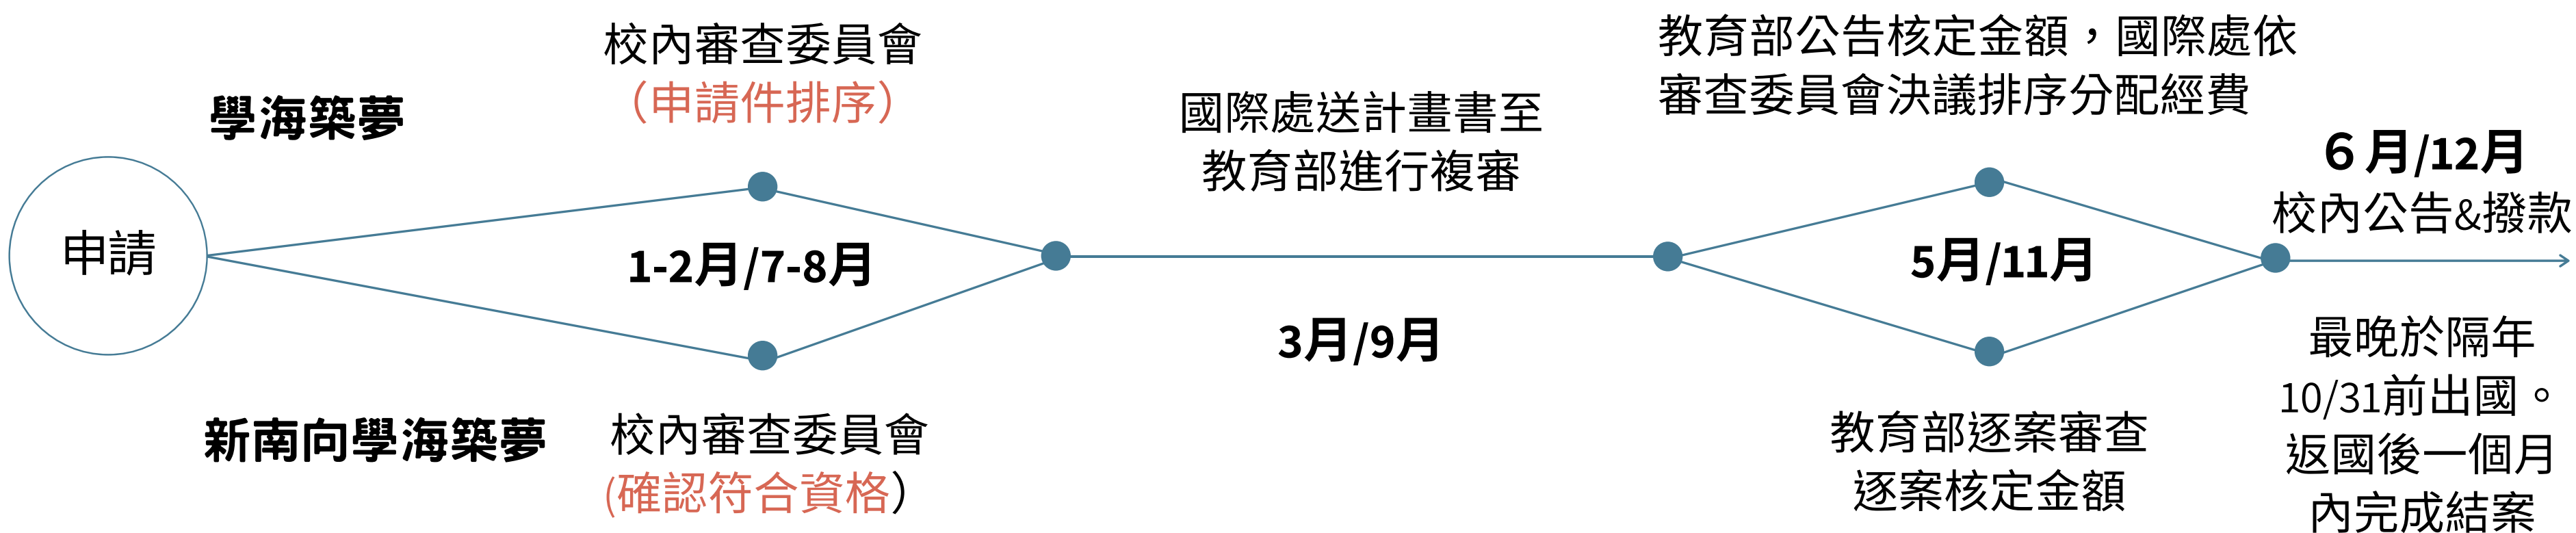 申請
學海築夢
新南向學海築夢
校內審查委員會
（申請件排序）
1-2月/7-8月
校內審查委員會
(確認符合資格）
國際處送計畫書至
教育部進行複審
3月/9月
教育部公告核定金額，國際處依
審查委員會決議排序分配經費
5月/11月
教育部逐案審查
逐案核定金額
6 月/12月
校內公告&撥款
最晚於隔年
10/31前出國。
返國後一個月
內完成結案